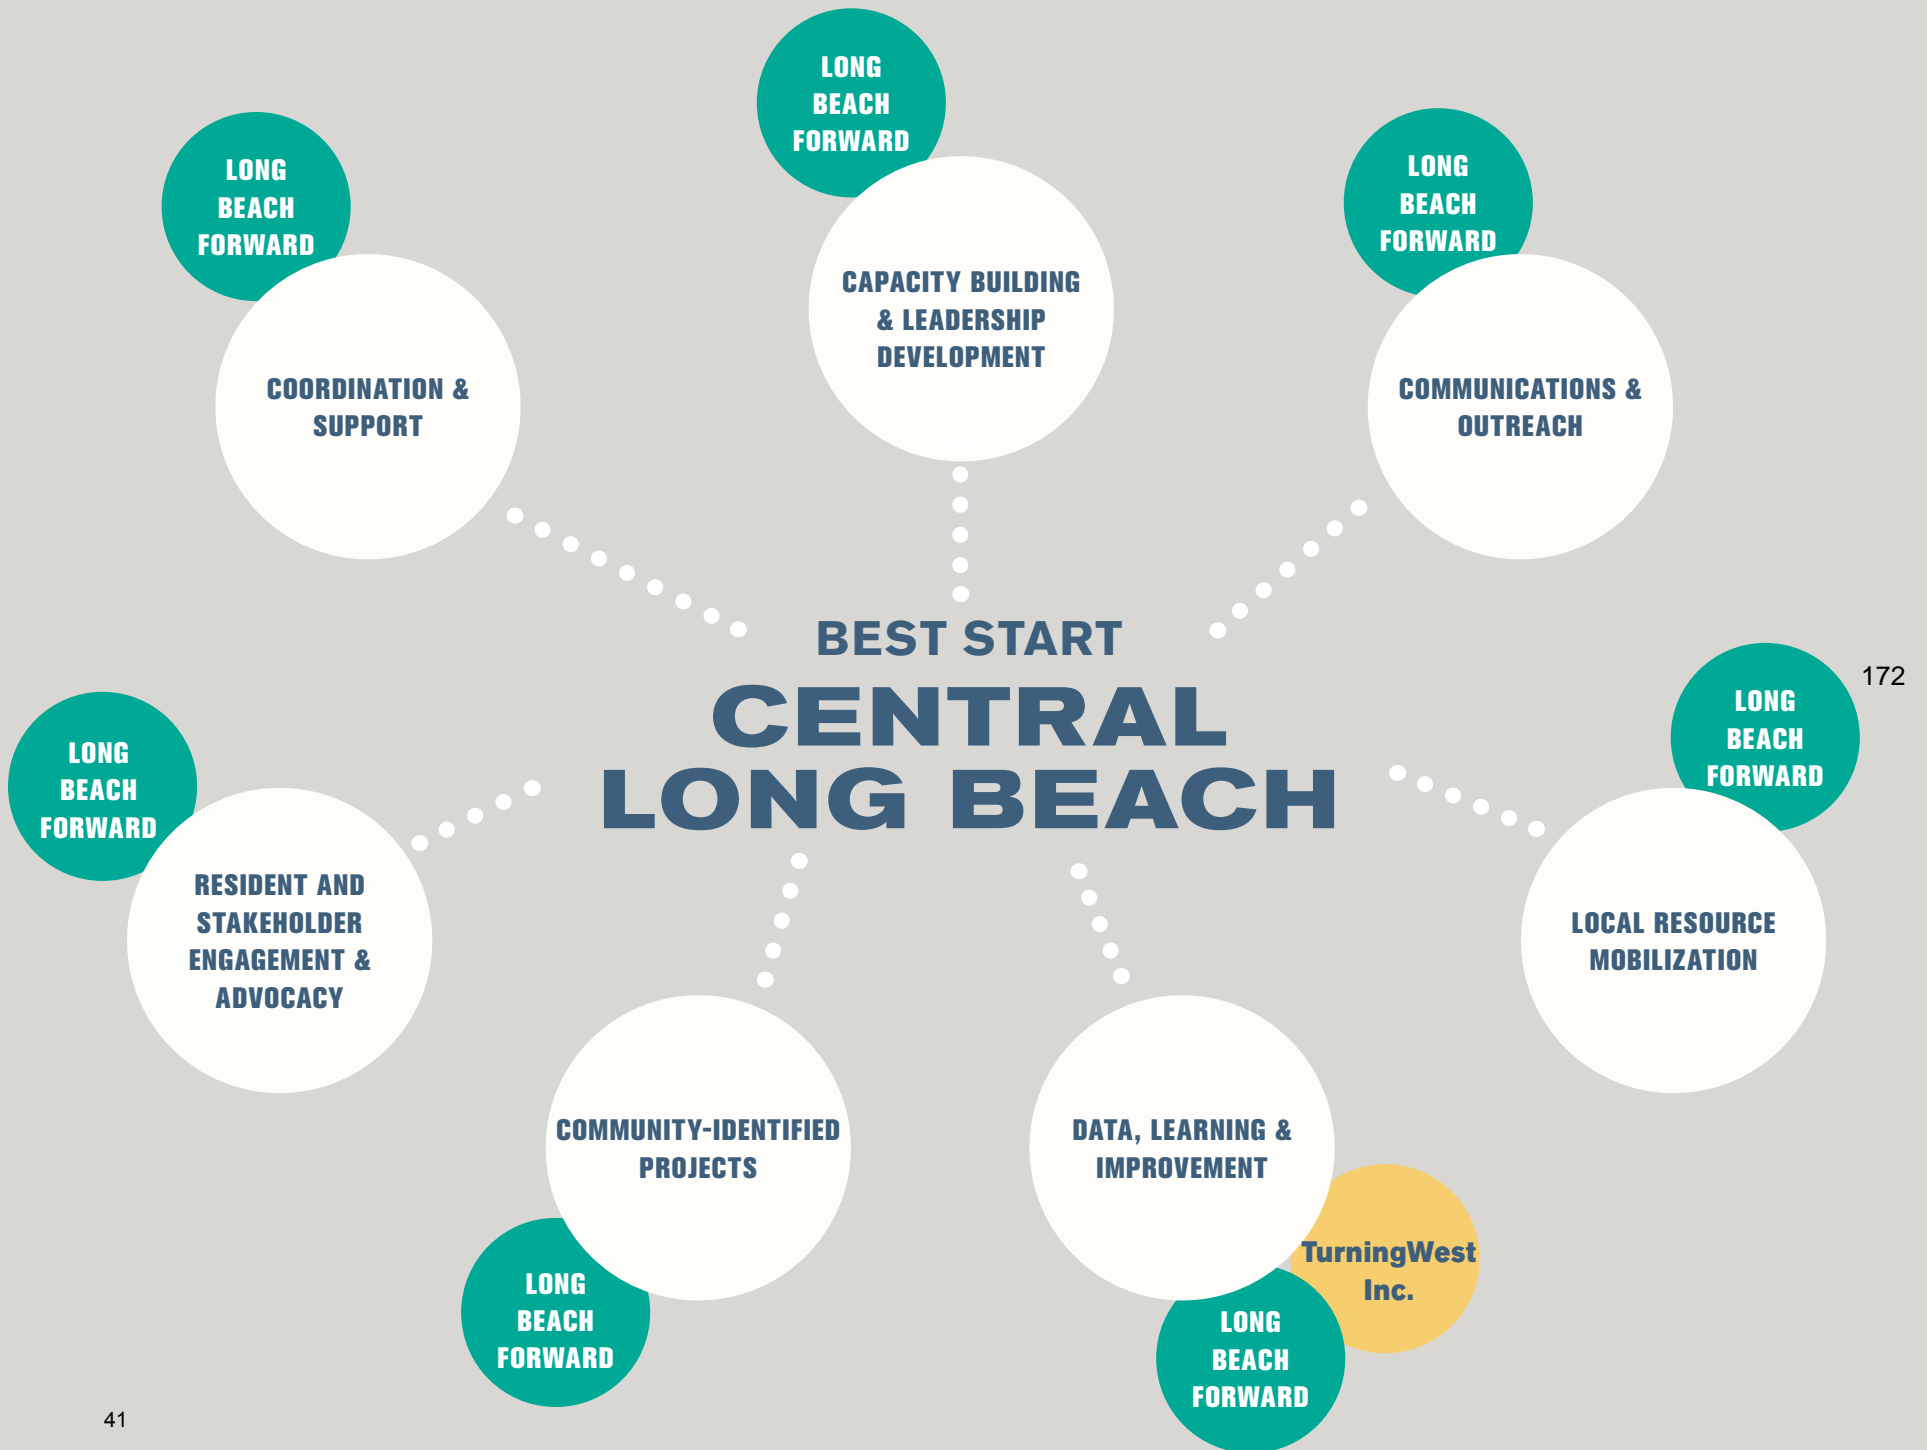 LONG
BEACH
FORWARD
CAPACITY BUILDING
& LEADERSHIP
DEVELOPMENT
LONG
BEACH
FORWARD
COORDINATION &
SUPPORT
LONG
BEACH
FORWARD
COMMUNICATIONS &
OUTREACH
BEST START
CENTRAL
LONG BEACH
172
LONG
BEACH
FORWARD
RESIDENT AND
STAKEHOLDER
ENGAGEMENT &
ADVOCACY
LONG
BEACH
FORWARD
LOCAL RESOURCE
MOBILIZATION
COMMUNITY-IDENTIFIED
PROJECTS
LONG
BEACH
FORWARD
DATA, LEARNING &
IMPROVEMENT
TurningWest
Inc.
LONG
BEACH
FORWARD
41